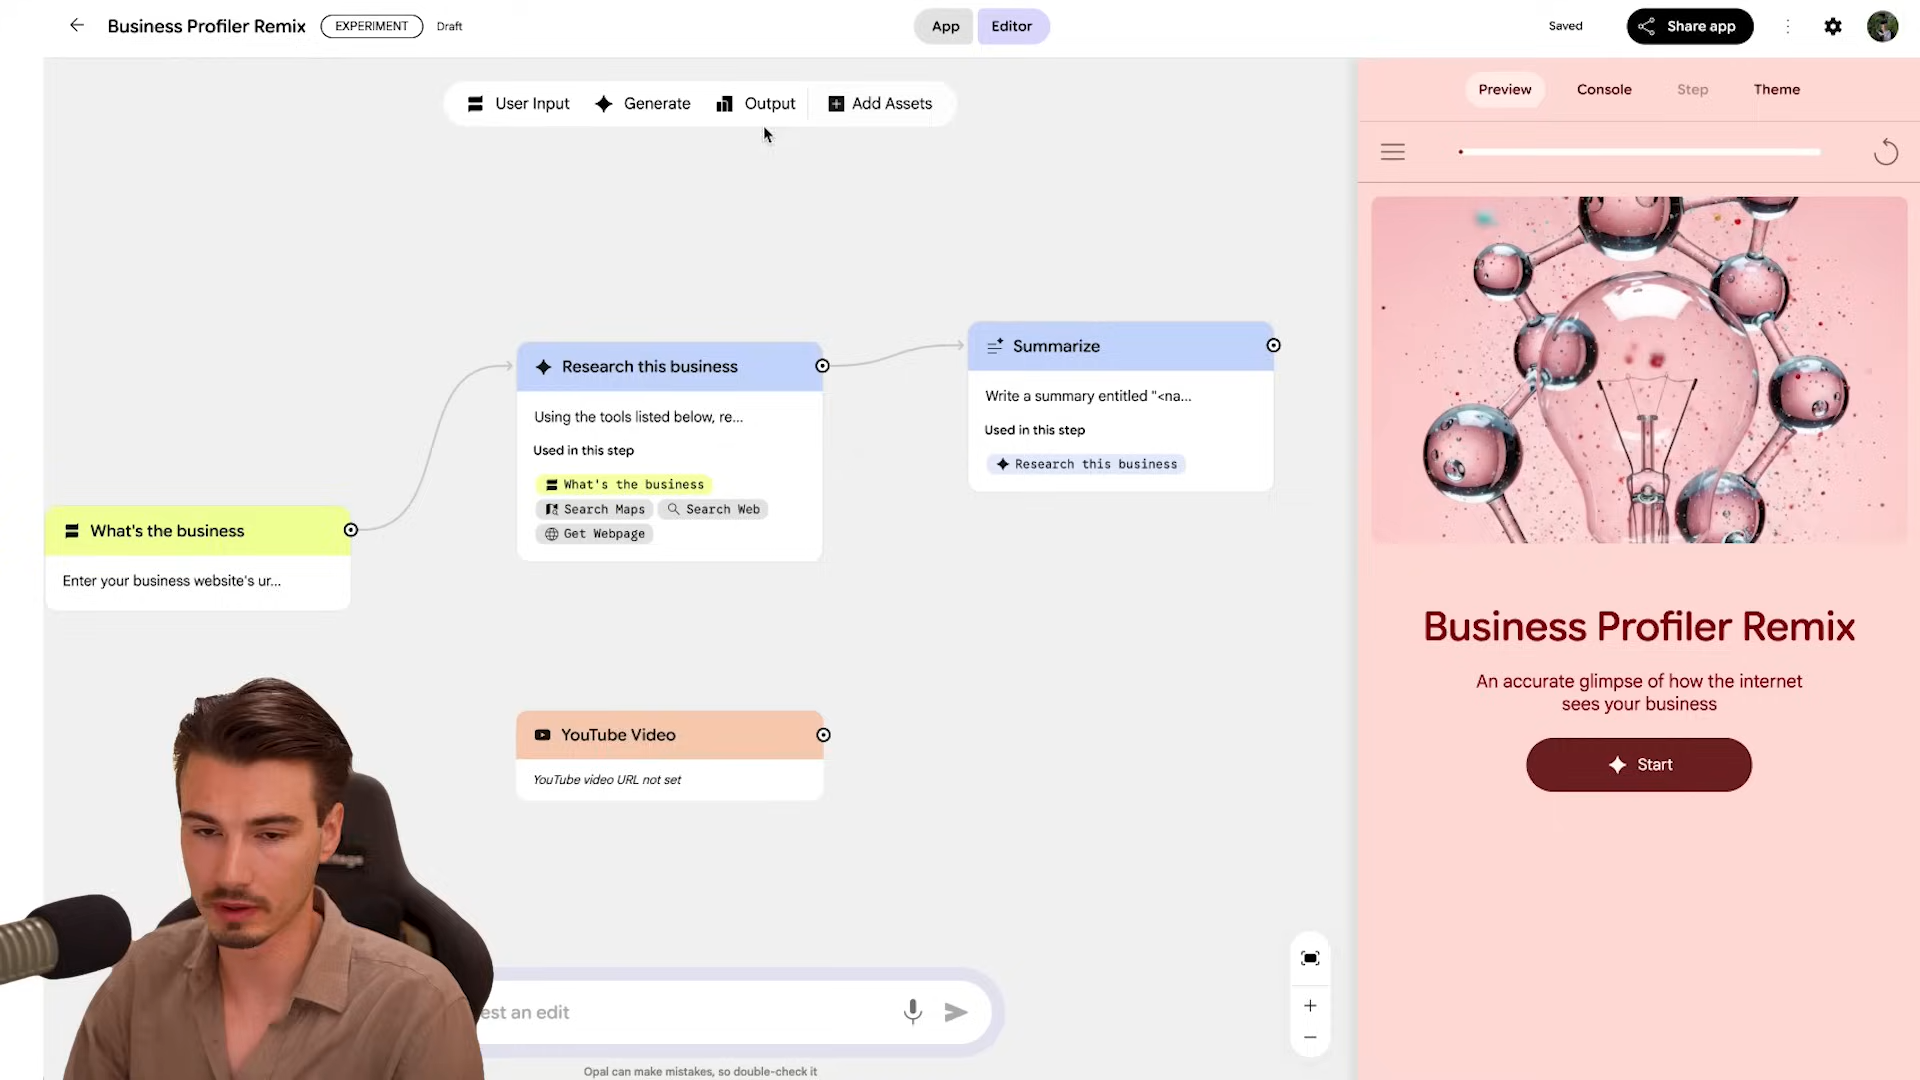 Business Profiler Remix EXPERIMENT Draft
App Editor
Saved Share app
User Input Generate Output Add Assets
Preview Console Step Theme
Research this business
Using the tools listed below, re...
Used in this step
What's the business
Search Maps Search Web
Get Webpage
Summarize
Write a summary entitled "<na...
Used in this step
Research this business
What's the business
Enter your business website's ur...
YouTube Video
YouTube video URL not set
Business Profiler Remix
An accurate glimpse of how the internet
sees your business
Start
est an edit
Opal can make mistakes, so double-check it